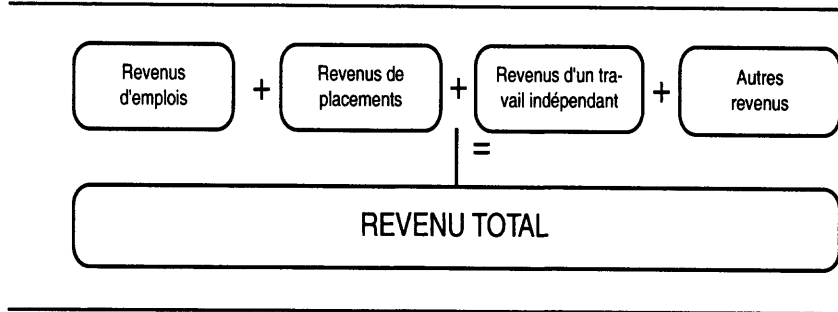 Revenus
d'emplois
+
Revenus de
placements
+
Revenus d'un tra-
vail indépendant
+
Autres
revenus
=
REVENU TOTAL